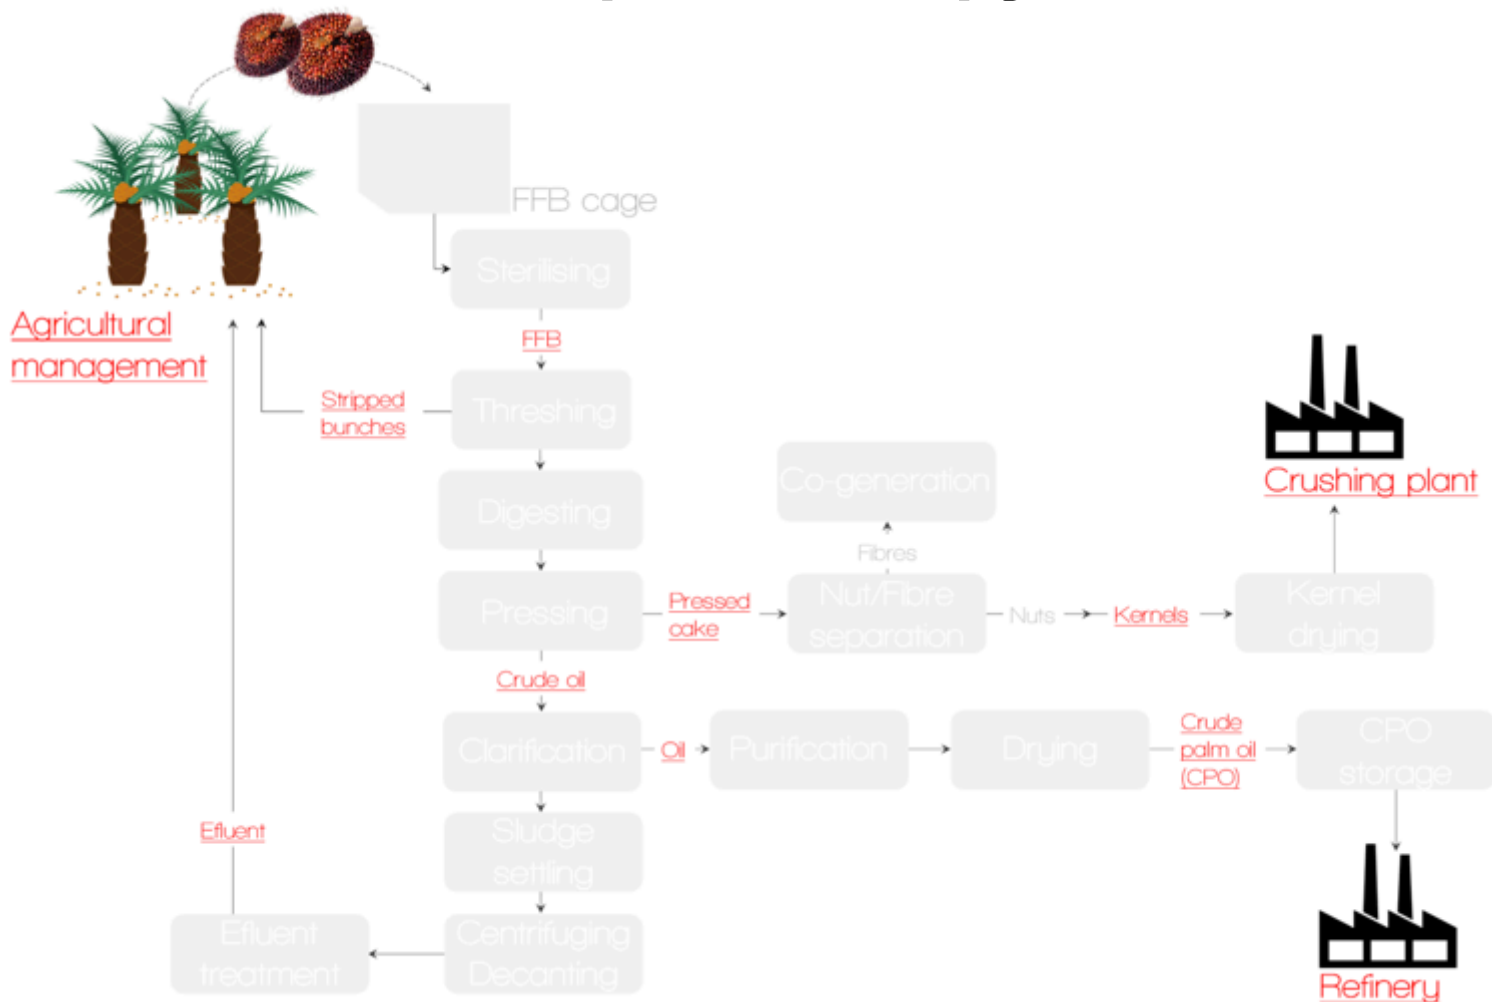 FFB cage
Sterilising
Agricultural
management
FFB
Stripped
bunches
Threshing
Crushing plant
Co-generation
Digesting
Fibres
Pressing
Pressed
cake
Nut/Fibre
separation
Nuts
Kernels
Kernel
drying
Crude oil
Clarification
Oil
Purification
Drying
Crude
palm oil
(CPO)
CPO
storage
Efluent
Sludge
settling
Efluent
treatment
Centrifuging
Decanting
Refinery